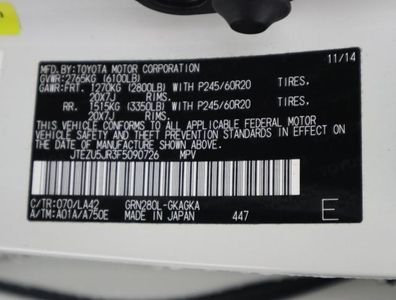 MFD. BY: TOYOTA MOTOR CORPORATION 11/14
GVWR: 2765KG (6100LB)
GAWR: FRT. 1270KG (2800LB) WITH P245/60R20 TIRES,
20X7J RIMS,
RR. 1515KG (3350LB) WITH P245/60R20 TIRES,
20X7J RIMS,
THIS VEHICLE CONFORMS TO ALL APPLICABLE FEDERAL MOTOR
VEHICLE SAFETY AND THEFT PREVENTION STANDARDS IN EFFECT ON THE
DATE OF MANUFACTURE SHOWN ABOVE.
JTEZU5JR3F5090726 MPV
C/TR: 070/LA42 GRN280L-GKAGKA
A/TM: A01A/A750E MADE IN JAPAN 447 E